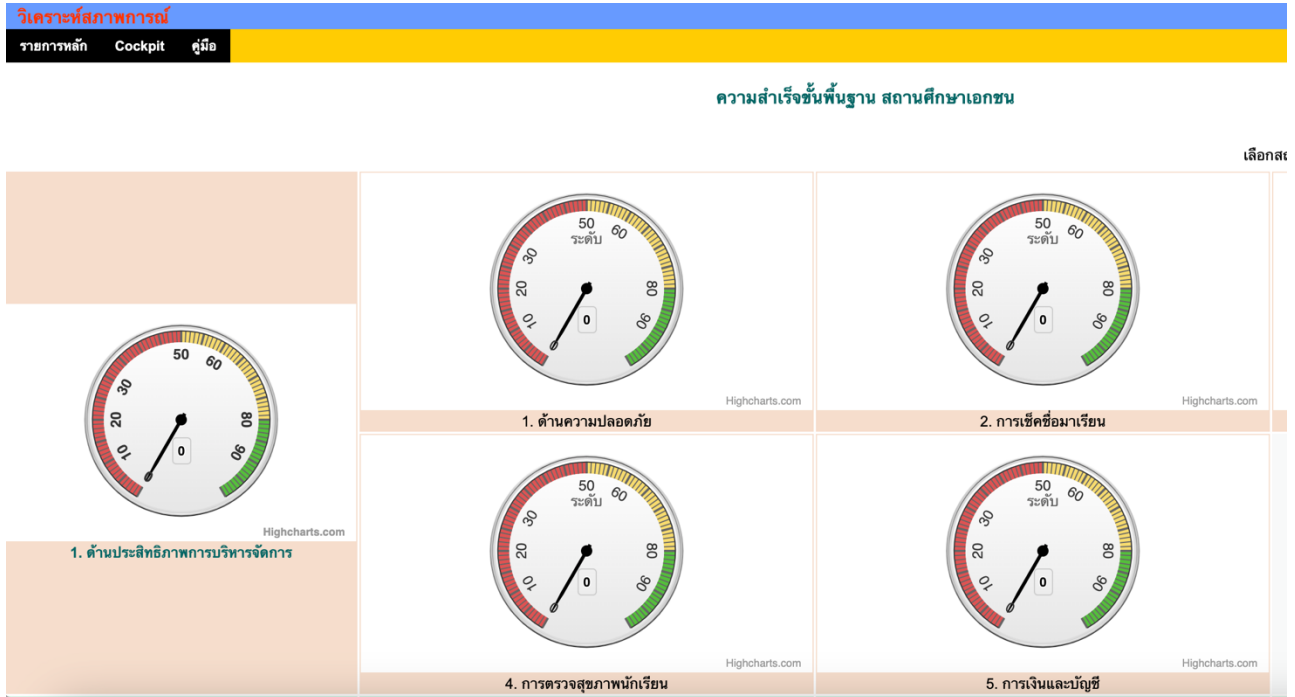 วิเคราะห์สภาพการณ์
รายการหลัก Cockpit คู่มือ
ความสำเร็จขั้นพื้นฐาน สถานศึกษาเอกชน
เลือกสถ
0 10 20 30 50 60 80 90
0
Highcharts.com
1. ด้านประสิทธิภาพการบริหารจัดการ
0 10 20 30 50 60 80 90
ระดับ
0
Highcharts.com
1. ด้านความปลอดภัย
0 10 20 30 50 60 80 90
ระดับ
0
Highcharts.com
2. การเช็คชื่อมาเรียน
0 10 20 30 50 60 80 90
ระดับ
0
Highcharts.com
4. การตรวจสุขภาพนักเรียน
0 10 20 30 50 60 80 90
ระดับ
0
Highcharts.com
5. การเงินและบัญชี